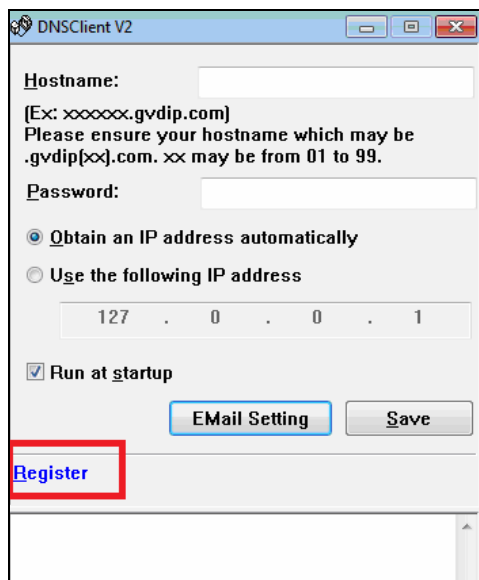 DNSClient V2
Hostname:
(Ex: xxxxxx.gvdip.com)
Please ensure your hostname which may be
.gvdip(xx).com. xx may be from 01 to 99.
Password:
Obtain an IP address automatically
Use the following IP address
127 . 0 . 0 . 1
Run at startup
EMail Setting Save
Register